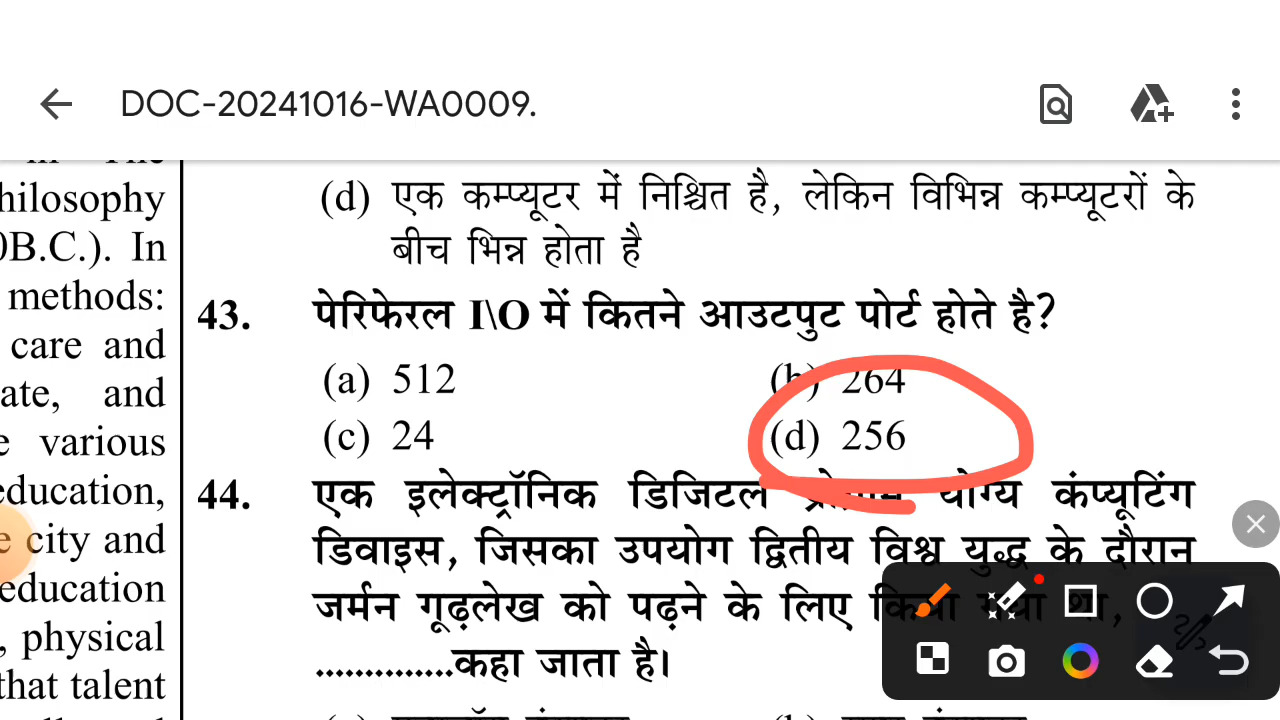 DOC-20241016-WA0009.
hilosophy
B.C.). In
methods:
care and
ate, and
various
education,
city and
education
, physical
that talent
(d) एक कम्प्यूटर में निश्चित है, लेकिन विभिन्न कम्प्यूटरों के
बीच भिन्न होता है
43. पेरिफेरल I\O में कितने आउटपुट पोर्ट होते है?
(a) 512 (b) 264
(c) 24 (d) 256
44. एक इलेक्ट्रॉनिक डिजिटल प्रोग्राम योग्य कंप्यूटिंग
डिवाइस, जिसका उपयोग द्वितीय विश्व युद्ध के दौरान
जर्मन गूढ़लेख को पढ़ने के लिए किया गया था,
..............कहा जाता है।